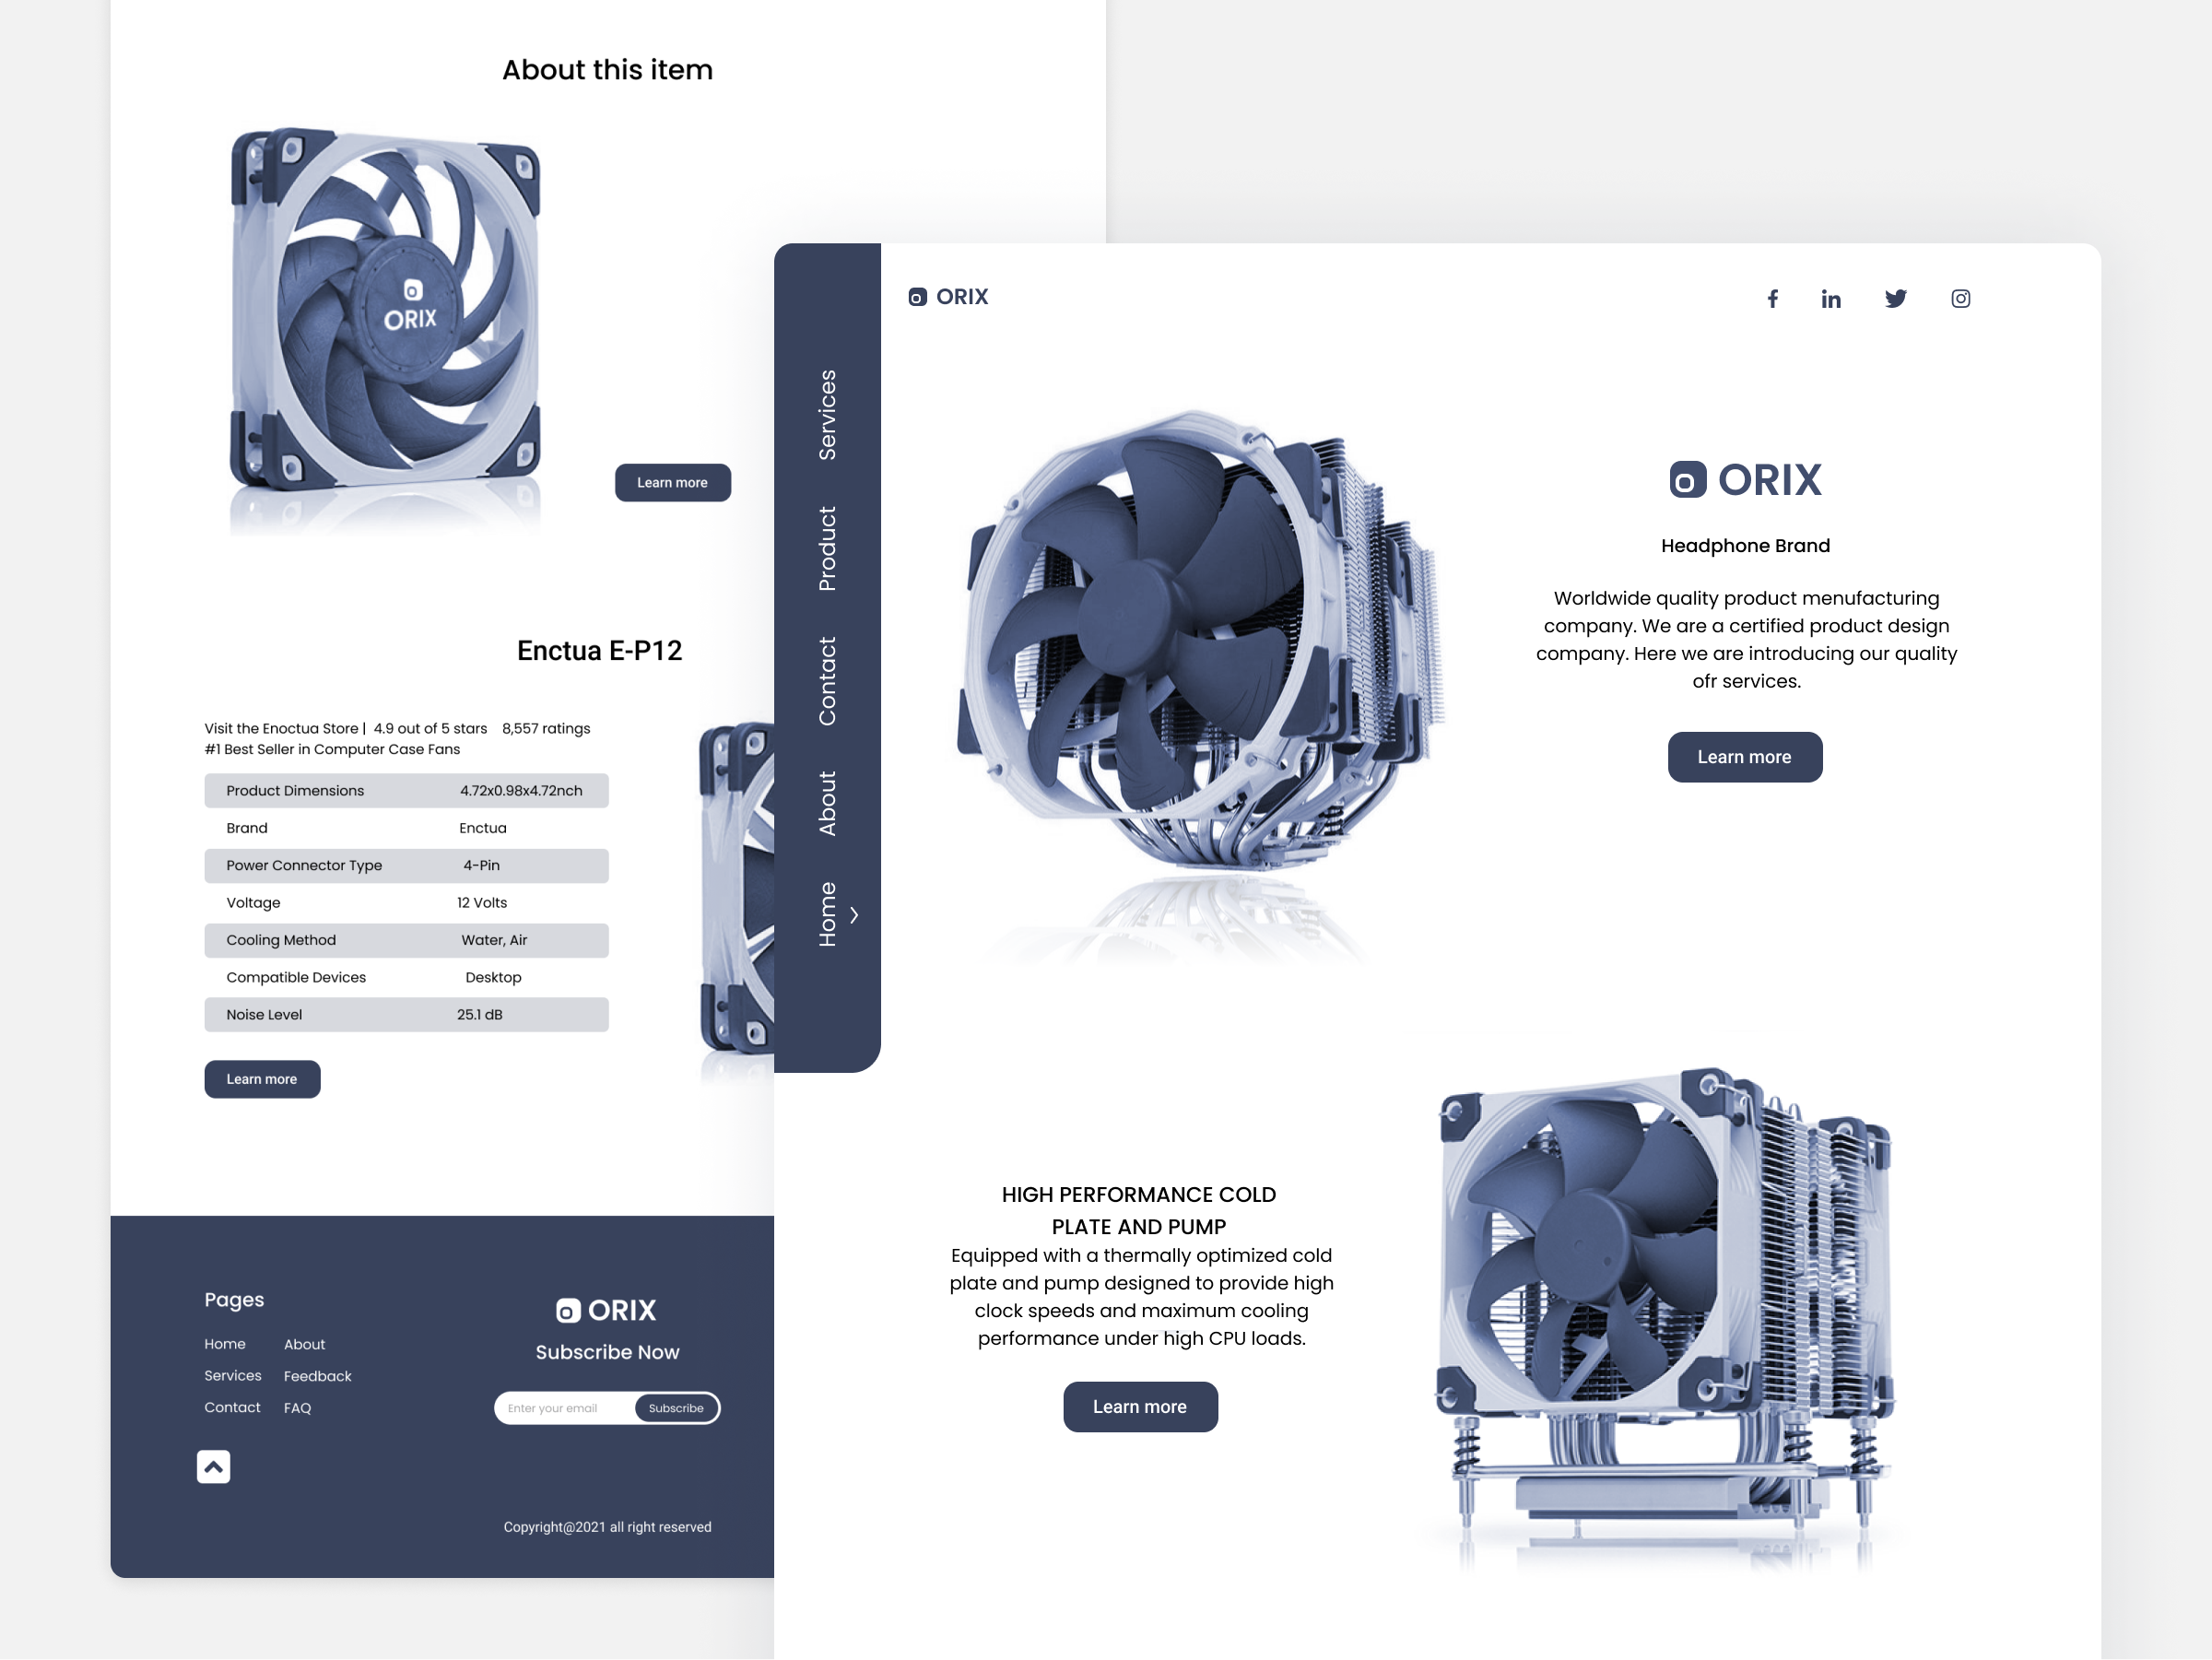 About this item
ORIX
Learn more
Enctua E-P12
Visit the Enoctua Store | 4.9 out of 5 stars 8,557 ratings
#1 Best Seller in Computer Case Fans
Product Dimensions 4.72x0.98x4.72nch
Brand Enctua
Power Connector Type 4-Pin
Voltage 12 Volts
Cooling Method Water, Air
Compatible Devices Desktop
Noise Level 25.1 dB
Learn more
Pages
Home About
Services Feedback
Contact FAQ
ORIX
Subscribe Now
Enter your email Subscribe
Copyright@2021 all right reserved
Services
Product
Contact
About
Home
ORIX
ORIX
Headphone Brand
Worldwide quality product menufacturing
company. We are a certified product design
company. Here we are introducing our quality
ofr services.
Learn more
HIGH PERFORMANCE COLD
PLATE AND PUMP
Equipped with a thermally optimized cold
plate and pump designed to provide high
clock speeds and maximum cooling
performance under high CPU loads.
Learn more